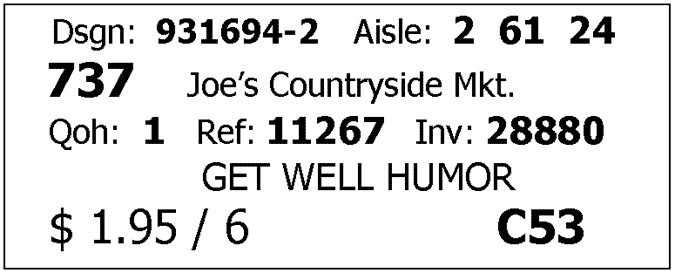 Dsgn: 931694-2 Aisle: 2 61 24
737 Joe's Countryside Mkt.
Qoh: 1 Ref: 11267 Inv: 28880
GET WELL HUMOR
$ 1.95 / 6 C53